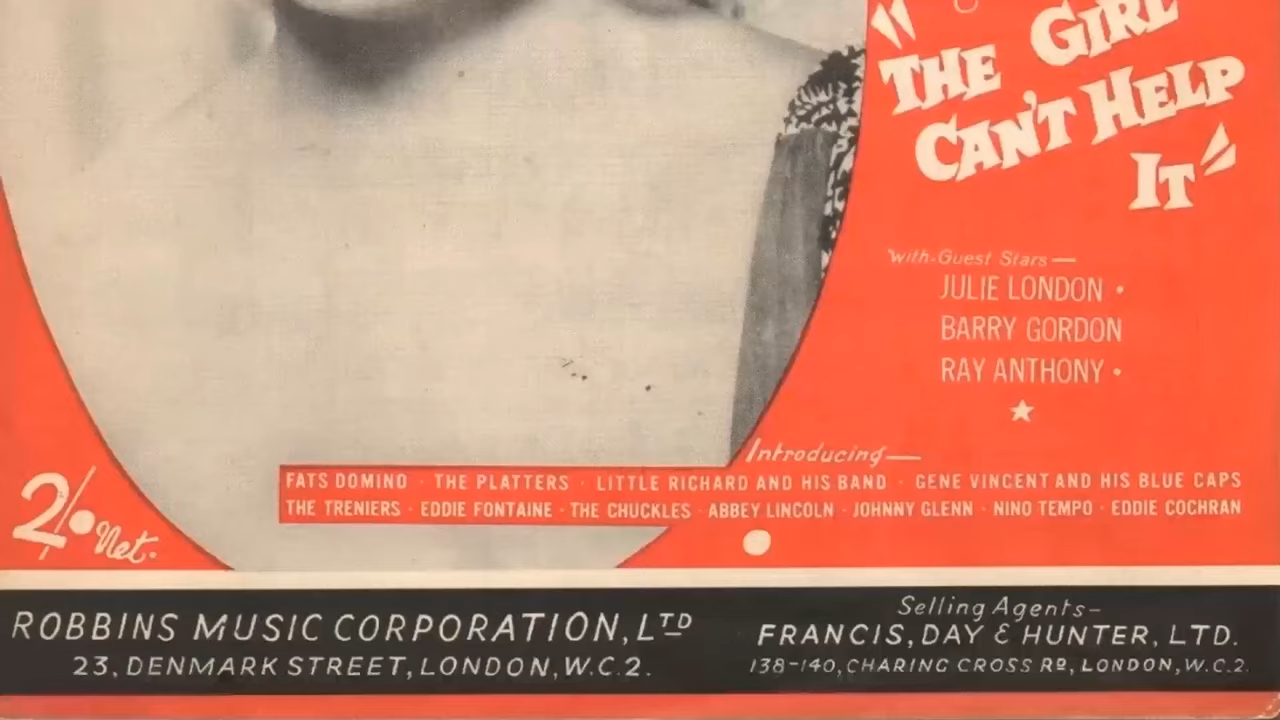 "THE GIRL
CAN'T HELP
IT"
with Guest Stars—
JULIE LONDON •
BARRY GORDON
RAY ANTHONY •
Introducing—
FATS DOMINO · THE PLATTERS · LITTLE RICHARD AND HIS BAND · GENE VINCENT AND HIS BLUE CAPS
THE TRENIERS · EDDIE FONTAINE · THE CHUCKLES · ABBEY LINCOLN · JOHNNY GLENN · NINO TEMPO · EDDIE COCHRAN
2/• Net.
ROBBINS MUSIC CORPORATION, LTD
23, DENMARK STREET, LONDON, W.C.2.
Selling Agents—
FRANCIS, DAY & HUNTER, LTD.
138-140, CHARING CROSS RD, LONDON, W.C.2.